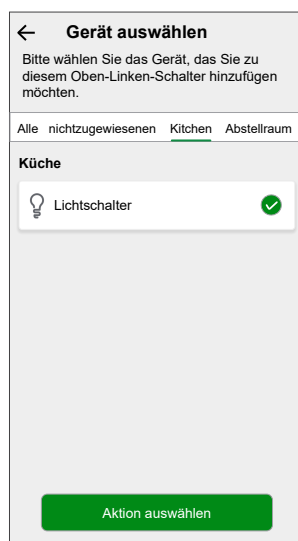 Gerät auswählen
Bitte wählen Sie das Gerät, das Sie zu
diesem Oben-Linken-Schalter hinzufügen
möchten.
Alle nichtzugewiesenen Kitchen Abstellraum
Küche
Lichtschalter
Aktion auswählen